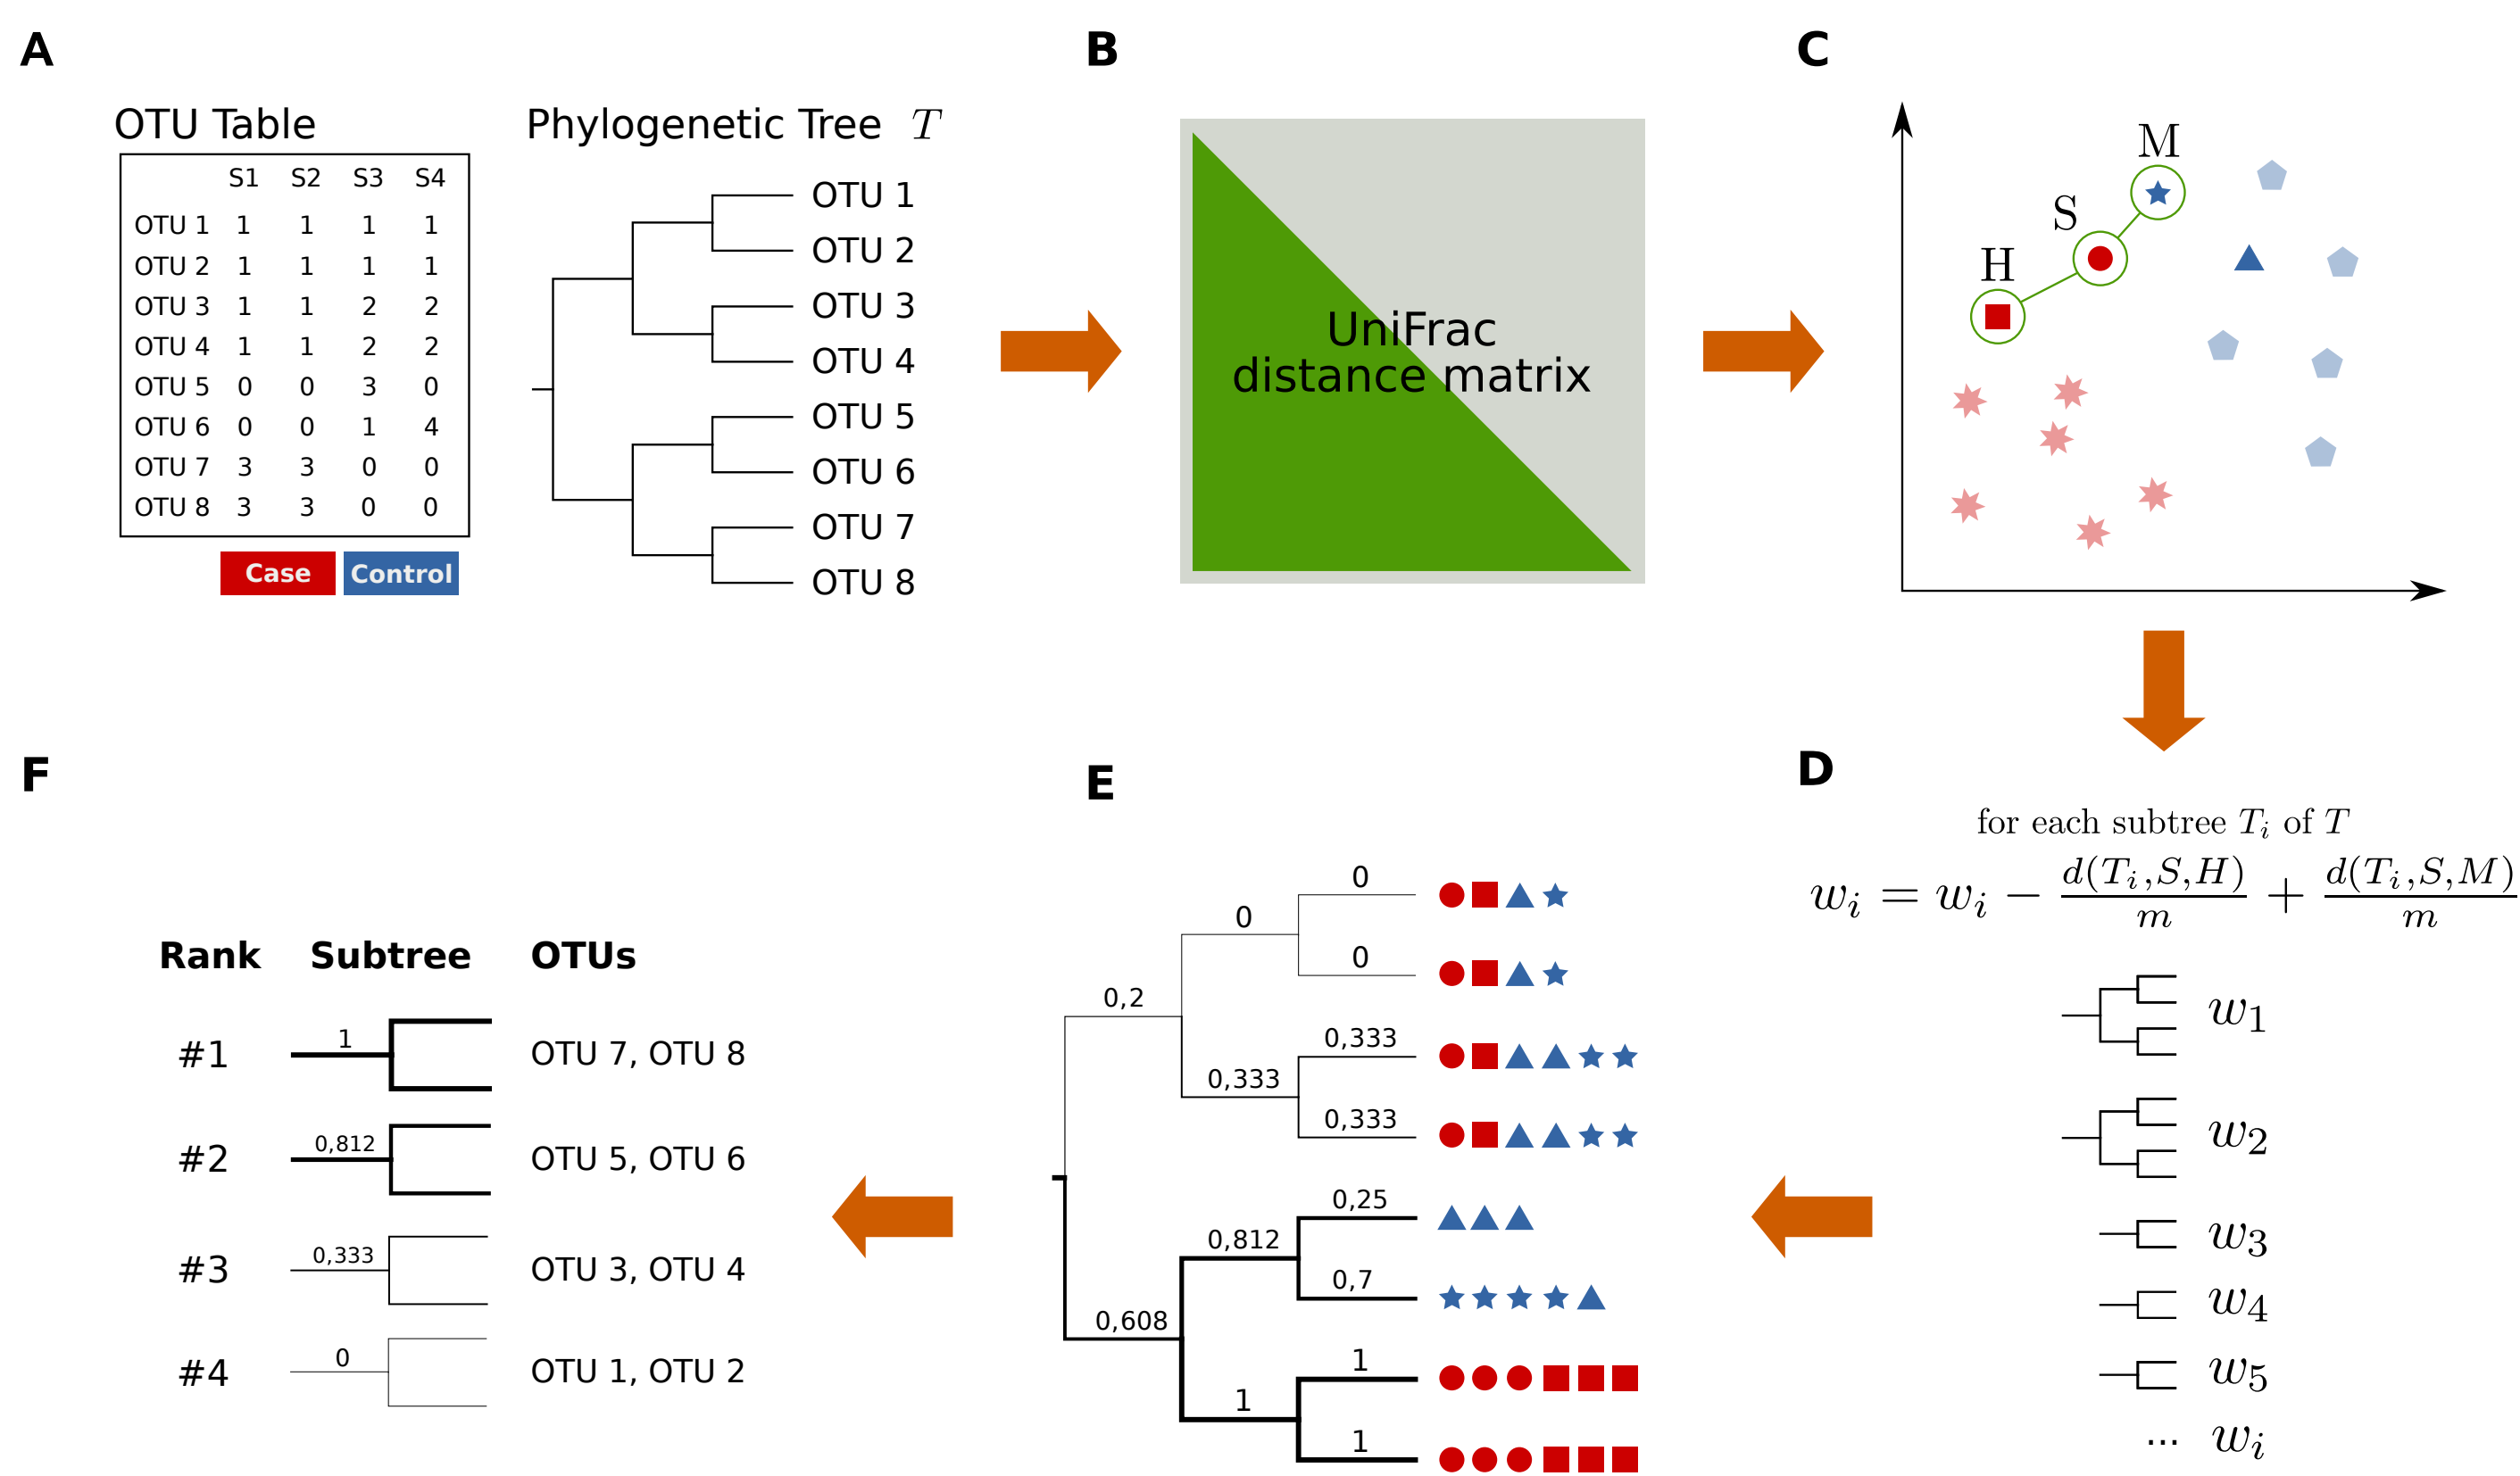 A
OTU Table
S1 S2 S3 S4
OTU 1 1 1 1 1
OTU 2 1 1 1 1
OTU 3 1 1 2 2
OTU 4 1 1 2 2
OTU 5 0 0 3 0
OTU 6 0 0 1 4
OTU 7 3 3 0 0
OTU 8 3 3 0 0
Case Control
Phylogenetic Tree T
OTU 1
OTU 2
OTU 3
OTU 4
OTU 5
OTU 6
OTU 7
OTU 8
B
UniFrac
distance matrix
C
M
S
H
D
for each subtree T_i of T
w_i = w_i − d(T_i,S,H)/m + d(T_i,S,M)/m
w_1
w_2
w_3
w_4
w_5
... w_i
E
0
0
0
0,2
0,333
0,333
0,333
0,25
0,812
0,7
0,608
1
1
1
F
Rank Subtree OTUs
#1 1 OTU 7, OTU 8
#2 0,812 OTU 5, OTU 6
#3 0,333 OTU 3, OTU 4
#4 0 OTU 1, OTU 2